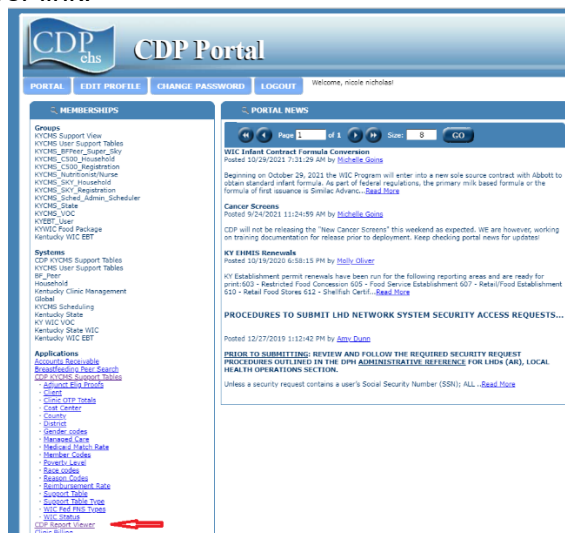 CDP
ehs
CDP Portal
PORTAL EDIT PROFILE CHANGE PASSWORD LOGOUT Welcome, nicole nicholas!
MEMBERSHIPS
Groups
KYCMS Support View
KYCMS User Support Tables
KYCMS_BFPeer_Super_Sky
KYCMS_C500_Household
KYCMS_C500_Registration
KYCMS_Nutritionist/Nurse
KYCMS_SKY_Household
KYCMS_SKY_Registration
KYCMS_Sched_Admin_Scheduler
KYCMS_State
KYCMS_VOC
KYEBT_User
KYWIC Food Package
Kentucky WIC EBT
Systems
CDP KYCMS Support Tables
KYCMS User Support Tables
BF_Peer
Household
Kentucky Clinic Management
Global
KYCMS Scheduling
Kentucky State
KY WIC VOC
Kentucky State WIC
Kentucky WIC EBT
Applications
Accounts Receivable
Breastfeeding Peer Search
CDP KYCMS Support Tables
- Adjunct Elig Proofs
- Client
- Clinic OTP Totals
- Cost Center
- County
- District
- Gender codes
- Managed Care
- Medicaid Match Rate
- Member Codes
- Poverty Level
- Race codes
- Reason Codes
- Reimbursement Rate
- Support Table
- Support Table Type
- WIC Fed FNS Types
- WIC Status
CDP Report Viewer
Clinic Billing
PORTAL NEWS
Page 1 of 1 Size: 8 GO
WIC Infant Contract Formula Conversion
Posted 10/29/2021 7:31:29 AM by Michelle Goins
Beginning on October 29, 2021 the WIC Program will enter into a new sole source contract with Abbott to
obtain standard infant formula. As part of federal regulations, the primary milk based formula or the
formula of first issuance is Similac Advanc...Read More
Cancer Screens
Posted 9/24/2021 11:24:59 AM by Michelle Goins
CDP will not be releasing the "New Cancer Screens" this weekend as expected. WE are however, working
on training documentation for release prior to deployment. Keep checking portal news for updates!
KY EHMIS Renewals
Posted 10/19/2020 6:58:15 PM by Molly Oliver
KY Establishment permit renewals have been run for the following reporting areas and are ready for
print:603 - Restricted Food Concession 605 - Food Service Establishment 607 - Retail/Food Establishment
610 - Retail Food Stores 612 - Shellfish Certif...Read More
PROCEDURES TO SUBMIT LHD NETWORK SYSTEM SECURITY ACCESS REQUESTS...
Posted 12/27/2019 1:12:42 PM by Amy Dunn
PRIOR TO SUBMITTING: REVIEW AND FOLLOW THE REQUIRED SECURITY REQUEST
PROCEDURES OUTLINED IN THE DPH ADMINISTRATIVE REFERENCE FOR LHDs (AR), LOCAL
HEALTH OPERATIONS SECTION.
Unless a security request contains a user's Social Security Number (SSN); ALL ..Read More